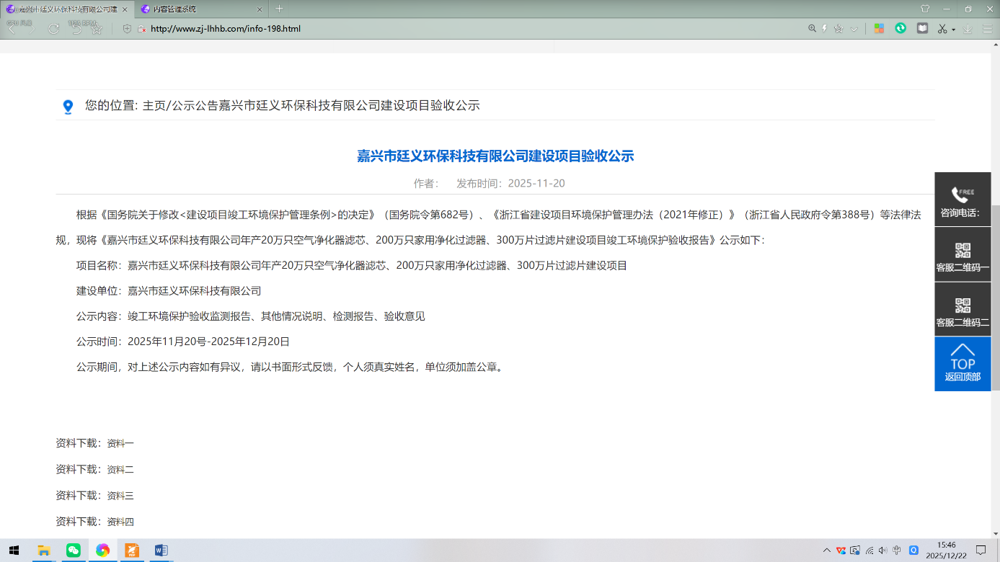 嘉兴市廷义环保科技有限公司建
内容管理系统
http://www.zj-lhhb.com/info-198.html
您的位置: 主页/公示公告嘉兴市廷义环保科技有限公司建设项目验收公示
嘉兴市廷义环保科技有限公司建设项目验收公示
作者： 发布时间：2025-11-20
根据《国务院关于修改<建设项目竣工环境保护管理条例>的决定》（国务院令第682号）、《浙江省建设项目环境保护管理办法（2021年修正）》（浙江省人民政府令第388号）等法律法
规，现将《嘉兴市廷义环保科技有限公司年产20万只空气净化器滤芯、200万只家用净化过滤器、300万片过滤片建设项目竣工环境保护验收报告》公示如下：
项目名称：嘉兴市廷义环保科技有限公司年产20万只空气净化器滤芯、200万只家用净化过滤器、300万片过滤片建设项目
建设单位：嘉兴市廷义环保科技有限公司
公示内容：竣工环境保护验收监测报告、其他情况说明、检测报告、验收意见
公示时间：2025年11月20号-2025年12月20日
公示期间，对上述公示内容如有异议，请以书面形式反馈，个人须真实姓名，单位须加盖公章。
资料下载：资料一
资料下载：资料二
资料下载：资料三
资料下载：资料四
FREE
咨询电话：
客服二维码一
客服二维码二
TOP
返回顶部
中
15:46
2025/12/22